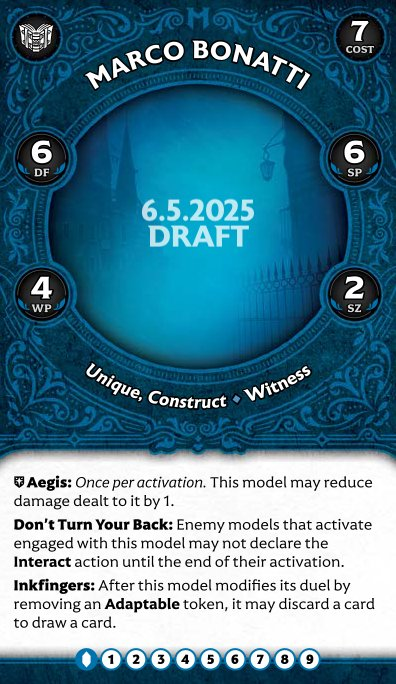 7
COST
MARCO BONATTI
6
DF
6
SP
6.5.2025
DRAFT
4
WP
2
SZ
Unique, Construct ◆ Witness
Aegis: Once per activation. This model may reduce
damage dealt to it by 1.
Don't Turn Your Back: Enemy models that activate
engaged with this model may not declare the
Interact action until the end of their activation.
Inkfingers: After this model modifies its duel by
removing an Adaptable token, it may discard a card
to draw a card.
1 2 3 4 5 6 7 8 9